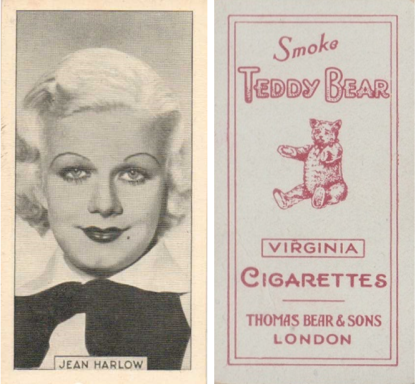 JEAN HARLOW
Smoke
TEDDY BEAR
VIRGINIA
CIGARETTES
THOMAS BEAR & SONS
LONDON